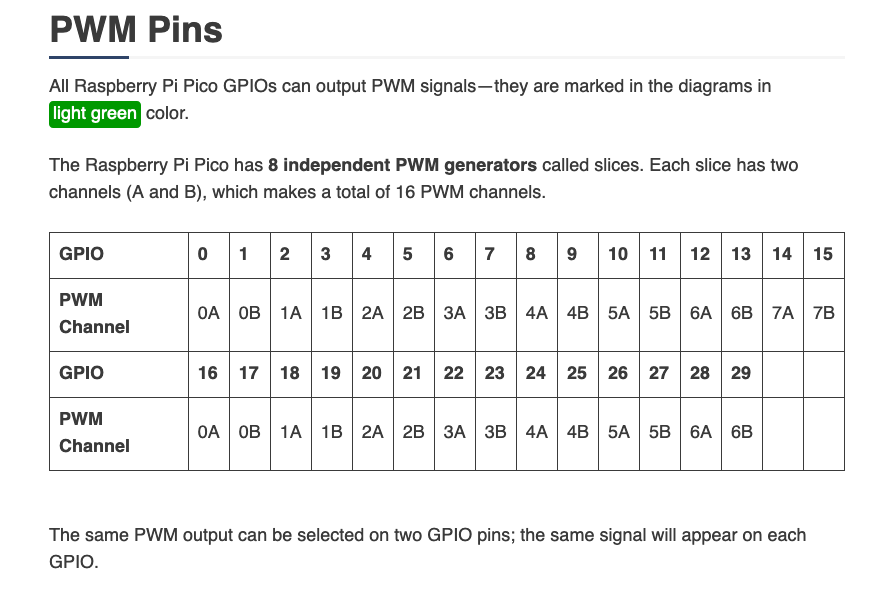 PWM Pins
All Raspberry Pi Pico GPIOs can output PWM signals—they are marked in the diagrams in
light green color.
The Raspberry Pi Pico has 8 independent PWM generators called slices. Each slice has two
channels (A and B), which makes a total of 16 PWM channels.
GPIO 0 1 2 3 4 5 6 7 8 9 10 11 12 13 14 15
PWM
Channel 0A 0B 1A 1B 2A 2B 3A 3B 4A 4B 5A 5B 6A 6B 7A 7B
GPIO 16 17 18 19 20 21 22 23 24 25 26 27 28 29
PWM
Channel 0A 0B 1A 1B 2A 2B 3A 3B 4A 4B 5A 5B 6A 6B
The same PWM output can be selected on two GPIO pins; the same signal will appear on each
GPIO.